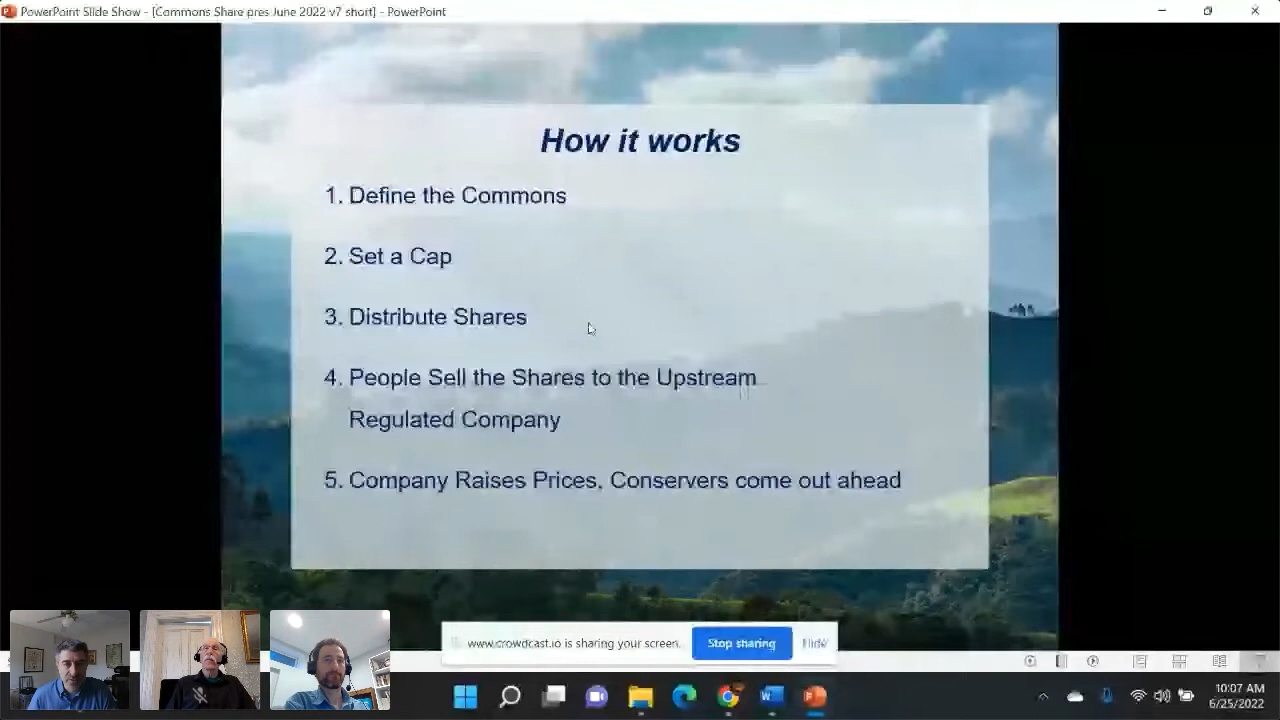 PowerPoint Slide Show - [Commons Share pres June 2022 v7 short] - PowerPoint
How it works
1. Define the Commons
2. Set a Cap
3. Distribute Shares
4. People Sell the Shares to the Upstream
Regulated Company
5. Company Raises Prices, Conservers come out ahead
www.crowdcast.io is sharing your screen.
Stop sharing
Hide
10:07 AM
6/25/2022